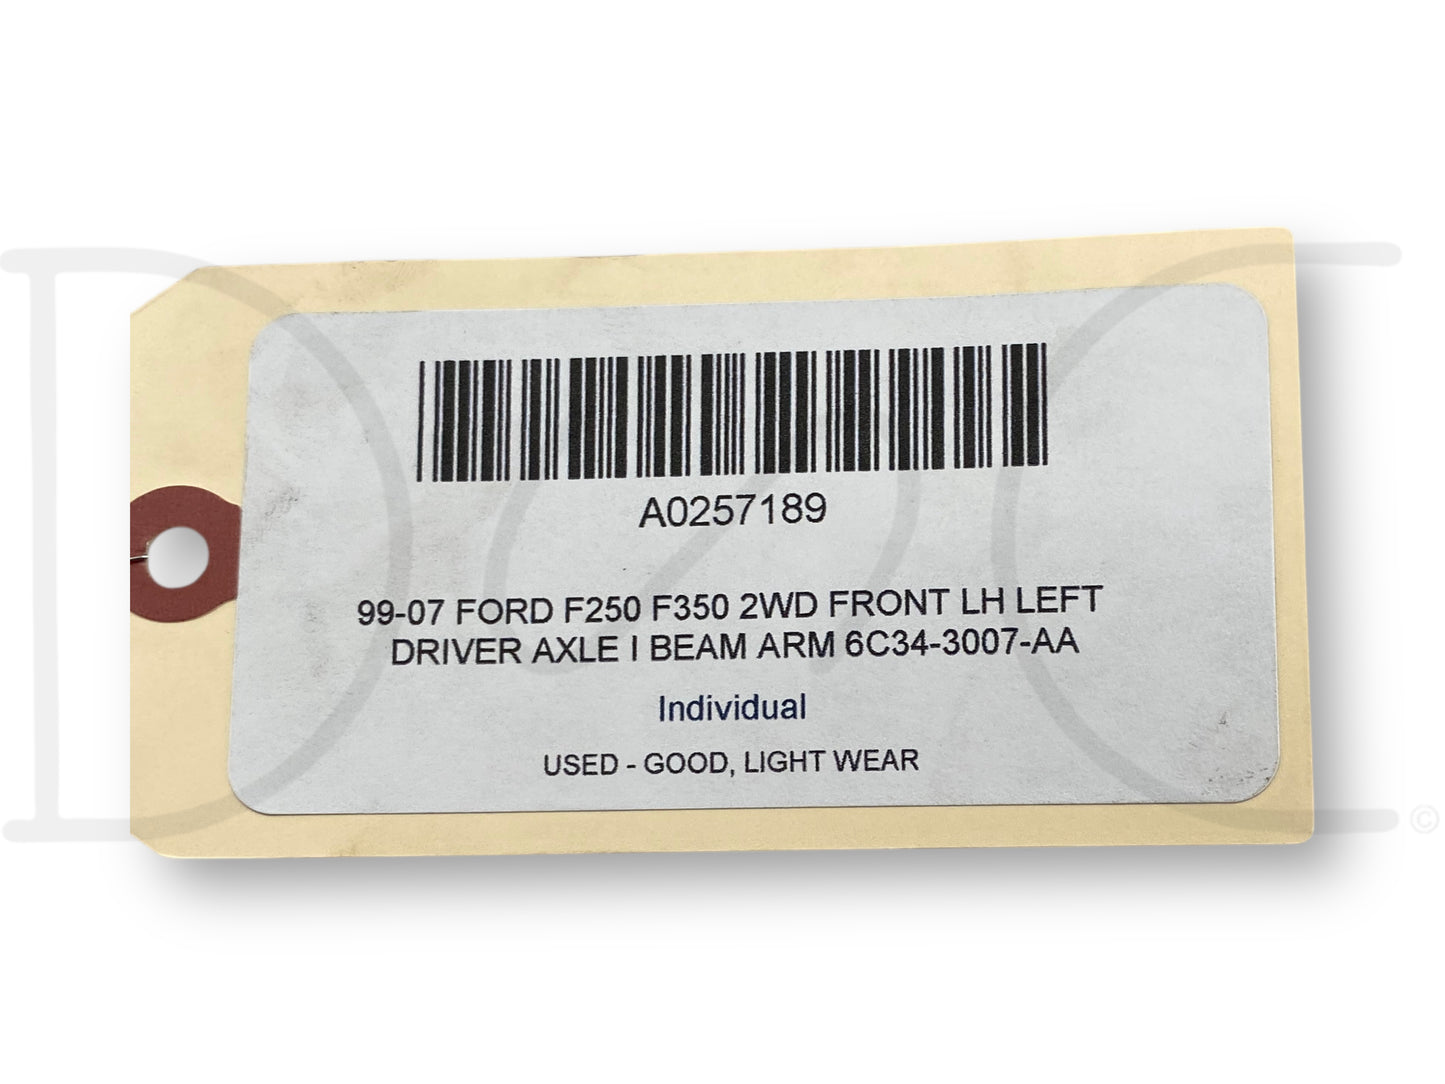 A0257189
99-07 FORD F250 F350 2WD FRONT LH LEFT
DRIVER AXLE I BEAM ARM 6C34-3007-AA
Individual
USED - GOOD, LIGHT WEAR
©